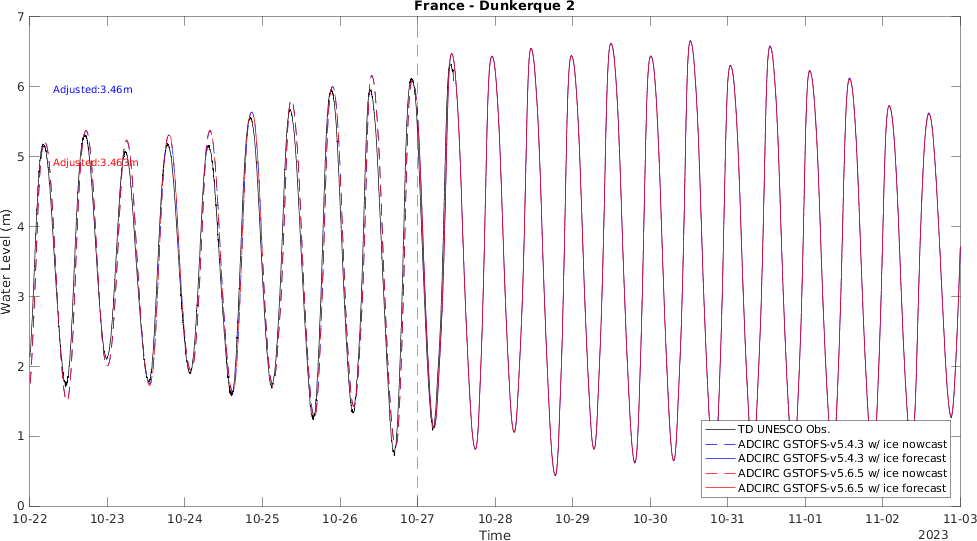 France - Dunkerque 2
7
6
5
4
3
2
1
0
Water Level (m)
Adjusted:3.46m
Adjusted:3.463m
TD UNESCO Obs.
ADCIRC GSTOFS-v5.4.3 w/ ice nowcast
ADCIRC GSTOFS-v5.4.3 w/ ice forecast
ADCIRC GSTOFS-v5.6.5 w/ ice nowcast
ADCIRC GSTOFS-v5.6.5 w/ ice forecast
10-22 10-23 10-24 10-25 10-26 10-27 10-28 10-29 10-30 10-31 11-01 11-02 11-03
Time
2023